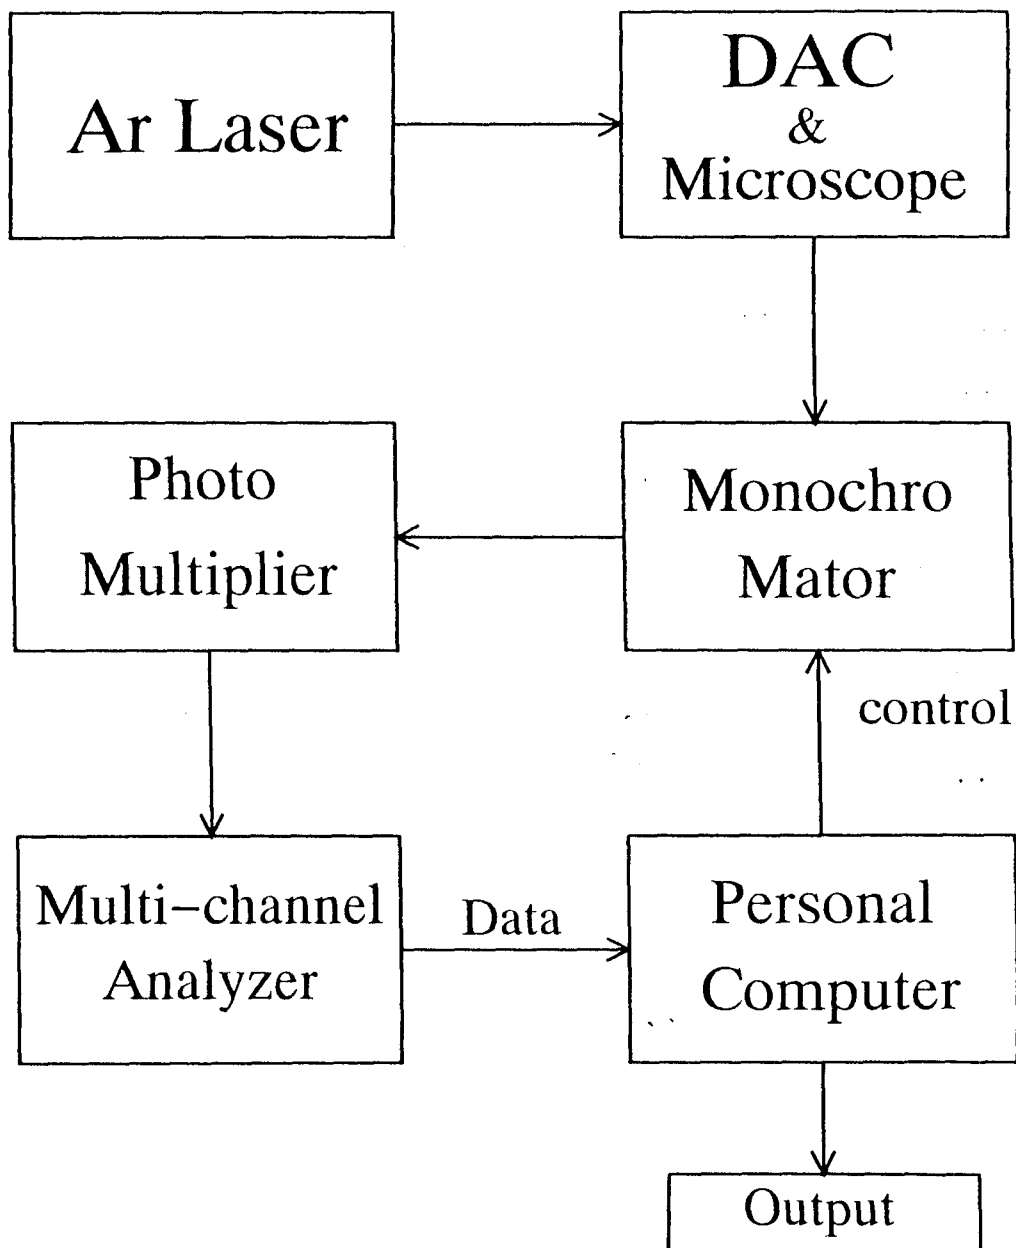 Ar Laser
DAC
&
Microscope
Photo
Multiplier
Monochro
Mator
control
Multi-channel
Analyzer
Data
Personal
Computer
Output